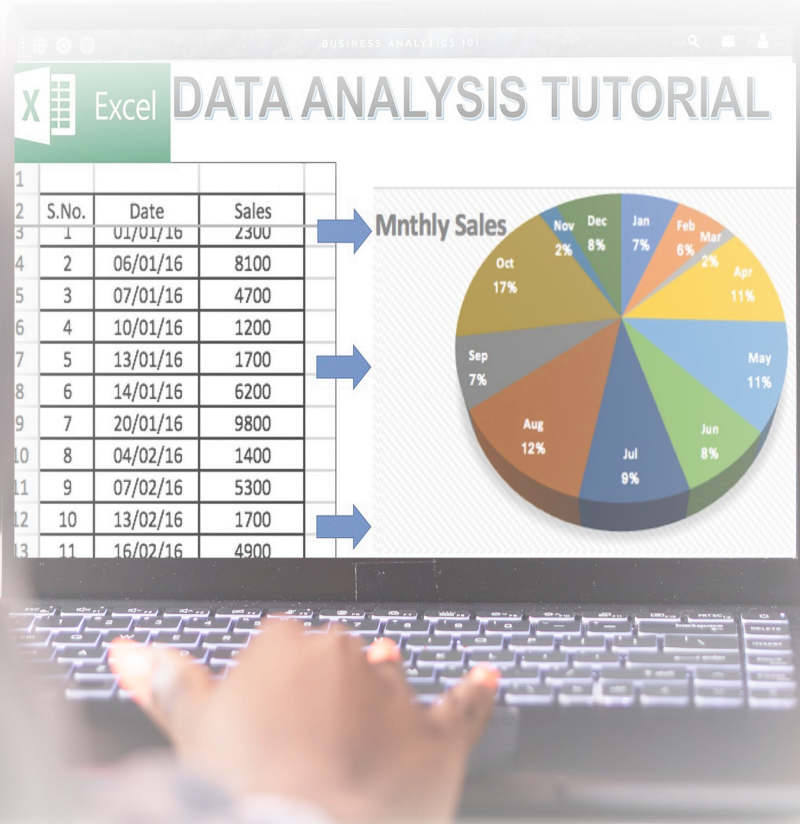 BUSINESS ANALYTICS 101
X Excel DATA ANALYSIS TUTORIAL
1
2 S.No. Date Sales
3 1 01/01/16 2300
4 2 06/01/16 8100
5 3 07/01/16 4700
6 4 10/01/16 1200
7 5 13/01/16 1700
8 6 14/01/16 6200
9 7 20/01/16 9800
10 8 04/02/16 1400
11 9 07/02/16 5300
12 10 13/02/16 1700
13 11 16/02/16 4900
Mnthly Sales
Jan
7%
Feb
6%
Mar
2%
Apr
11%
May
11%
Jun
8%
Jul
9%
Aug
12%
Sep
7%
Oct
17%
Nov
2%
Dec
8%
Backspace
DELETE